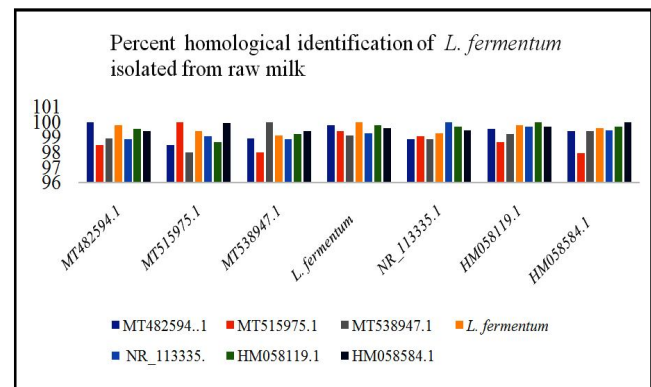 Percent homological identification of L. fermentum
isolated from raw milk
101
100
99
98
97
96
MT482594.1
MT515975.1
MT538947.1
L. fermentum
NR_113335.1
HM058119.1
HM058584.1
MT482594..1 MT515975.1 MT538947.1 L. fermentum
NR_113335. HM058119.1 HM058584.1